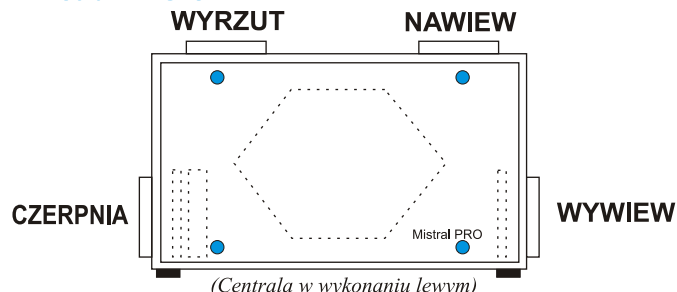 WYRZUT NAWIEW
CZERPNIA WYWIEW
Mistral PRO
(Centrala w wykonaniu lewym)